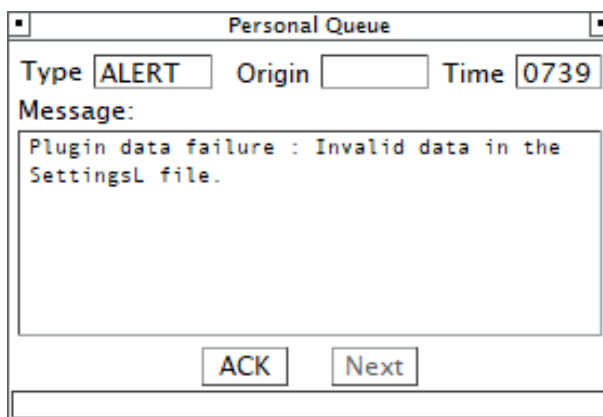 Personal Queue
Type ALERT Origin Time 0739
Message:
Plugin data failure : Invalid data in the
SettingsL file.
ACK Next